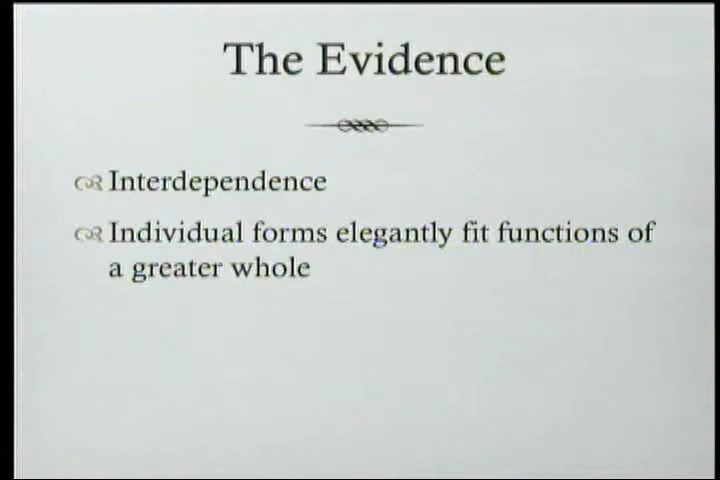 The Evidence
Interdependence
Individual forms elegantly fit functions of
a greater whole